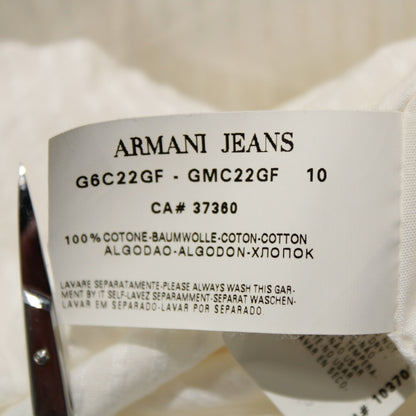 ARMANI JEANS
G6C22GF - GMC22GF 10
CA# 37360
100% COTONE-BAUMWOLLE-COTON-COTTON
ALGODAO-ALGODON-ХЛОПОК
LAVARE SEPARATAMENTE-PLEASE ALWAYS WASH THIS GAR-
MENT BY IT SELF-LAVEZ SEPARAMMENT-SEPARAT WASCHEN-
LAVAR EM SEPARADO-LAVAR POR SEPARADO